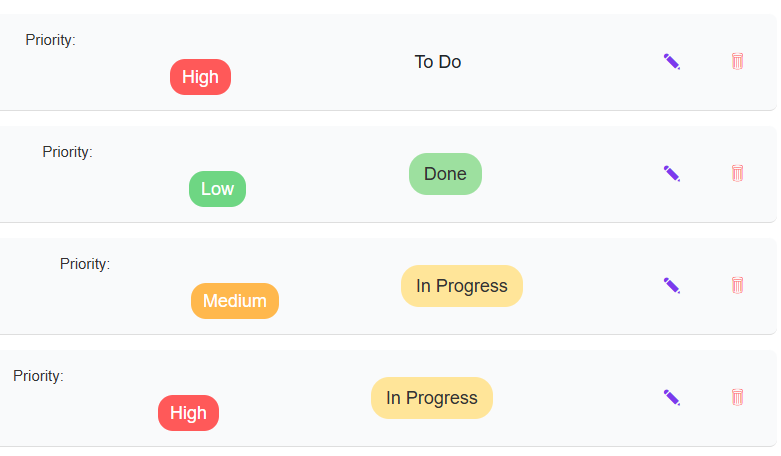 Priority:
High
To Do
Priority:
Low
Done
Priority:
Medium
In Progress
Priority:
High
In Progress